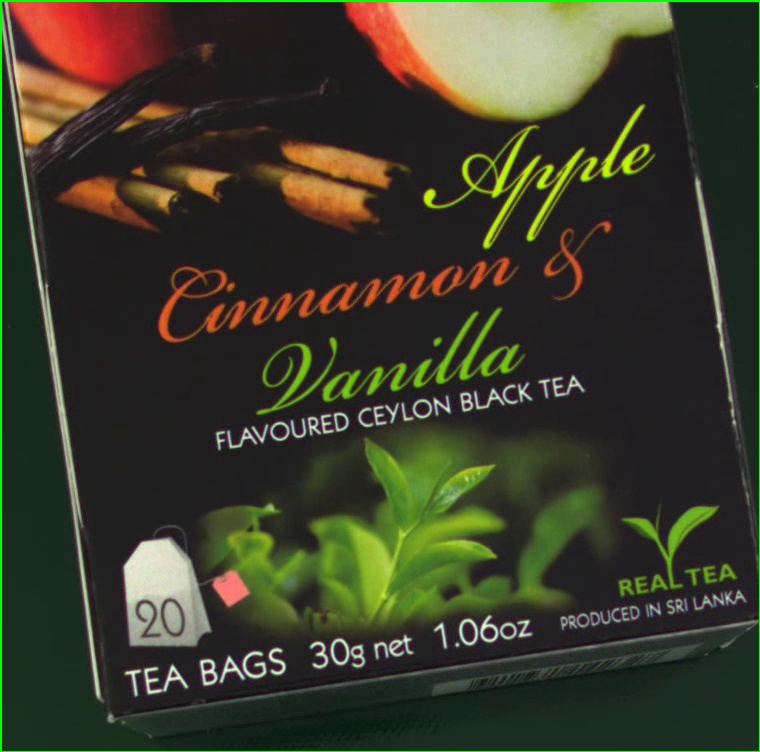 Apple
Cinnamon &
Vanilla
FLAVOURED CEYLON BLACK TEA
20
TEA BAGS 30g net 1.06oz
REAL TEA
PRODUCED IN SRI LANKA